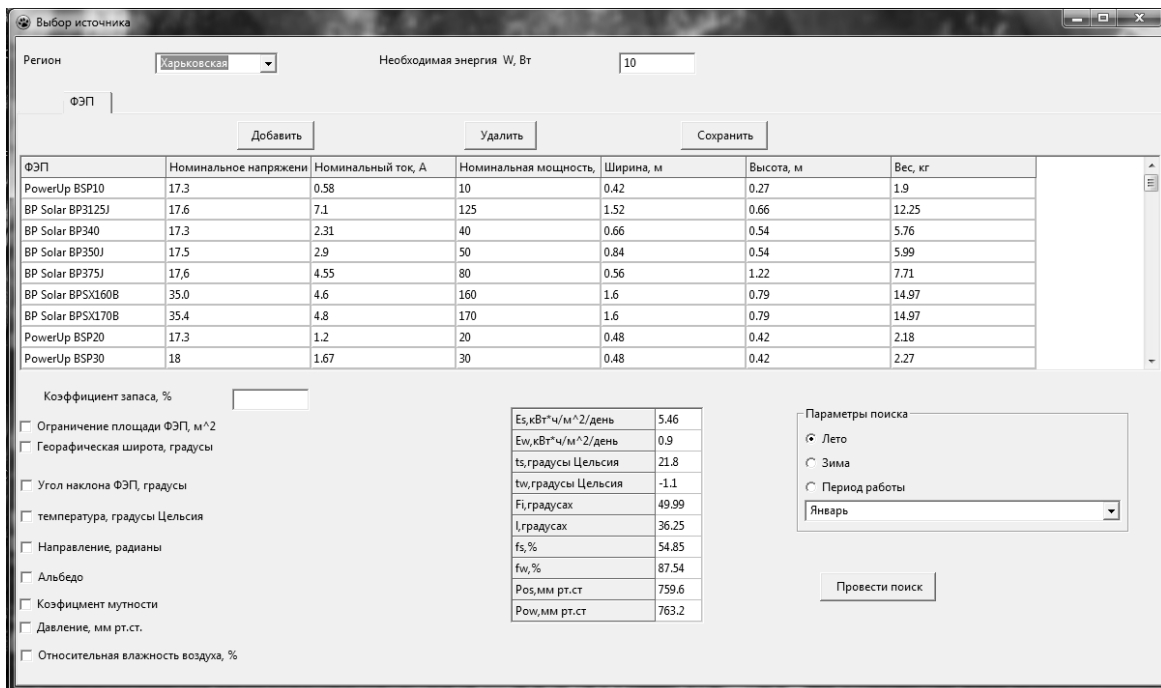 Выбор источника
Регион Харьковская Необходимая энергия W, Вт 10
ФЭП
Добавить Удалить Сохранить
ФЭП Номинальное напряжени Номинальный ток, А Номинальная мощность, Ширина, м Высота, м Вес, кг
PowerUp BSP10 17.3 0.58 10 0.42 0.27 1.9
BP Solar BP3125J 17.6 7.1 125 1.52 0.66 12.25
BP Solar BP340 17.3 2.31 40 0.66 0.54 5.76
BP Solar BP350J 17.5 2.9 50 0.84 0.54 5.99
BP Solar BP375J 17,6 4.55 80 0.56 1.22 7.71
BP Solar BPSX160B 35.0 4.6 160 1.6 0.79 14.97
BP Solar BPSX170B 35.4 4.8 170 1.6 0.79 14.97
PowerUp BSP20 17.3 1.2 20 0.48 0.42 2.18
PowerUp BSP30 18 1.67 30 0.48 0.42 2.27
Коэффициент запаса, %
Ограничение площади ФЭП, м^2
Георафическая широта, градусы
Угол наклона ФЭП, градусы
температура, градусы Цельсия
Направление, радианы
Альбедо
Коэфицмент мутности
Давление, мм рт.ст.
Относительная влажность воздуха, %
Es,кВт*ч/м^2/день 5.46
Ew,кВт*ч/м^2/день 0.9
ts,градусы Цельсия 21.8
tw,градусы Цельсия -1.1
Fi,градусах 49.99
l,градусах 36.25
fs,% 54.85
fw,% 87.54
Pos,мм рт.ст 759.6
Pow,мм рт.ст 763.2
Параметры поиска
Лето
Зима
Период работы
Январь
Провести поиск